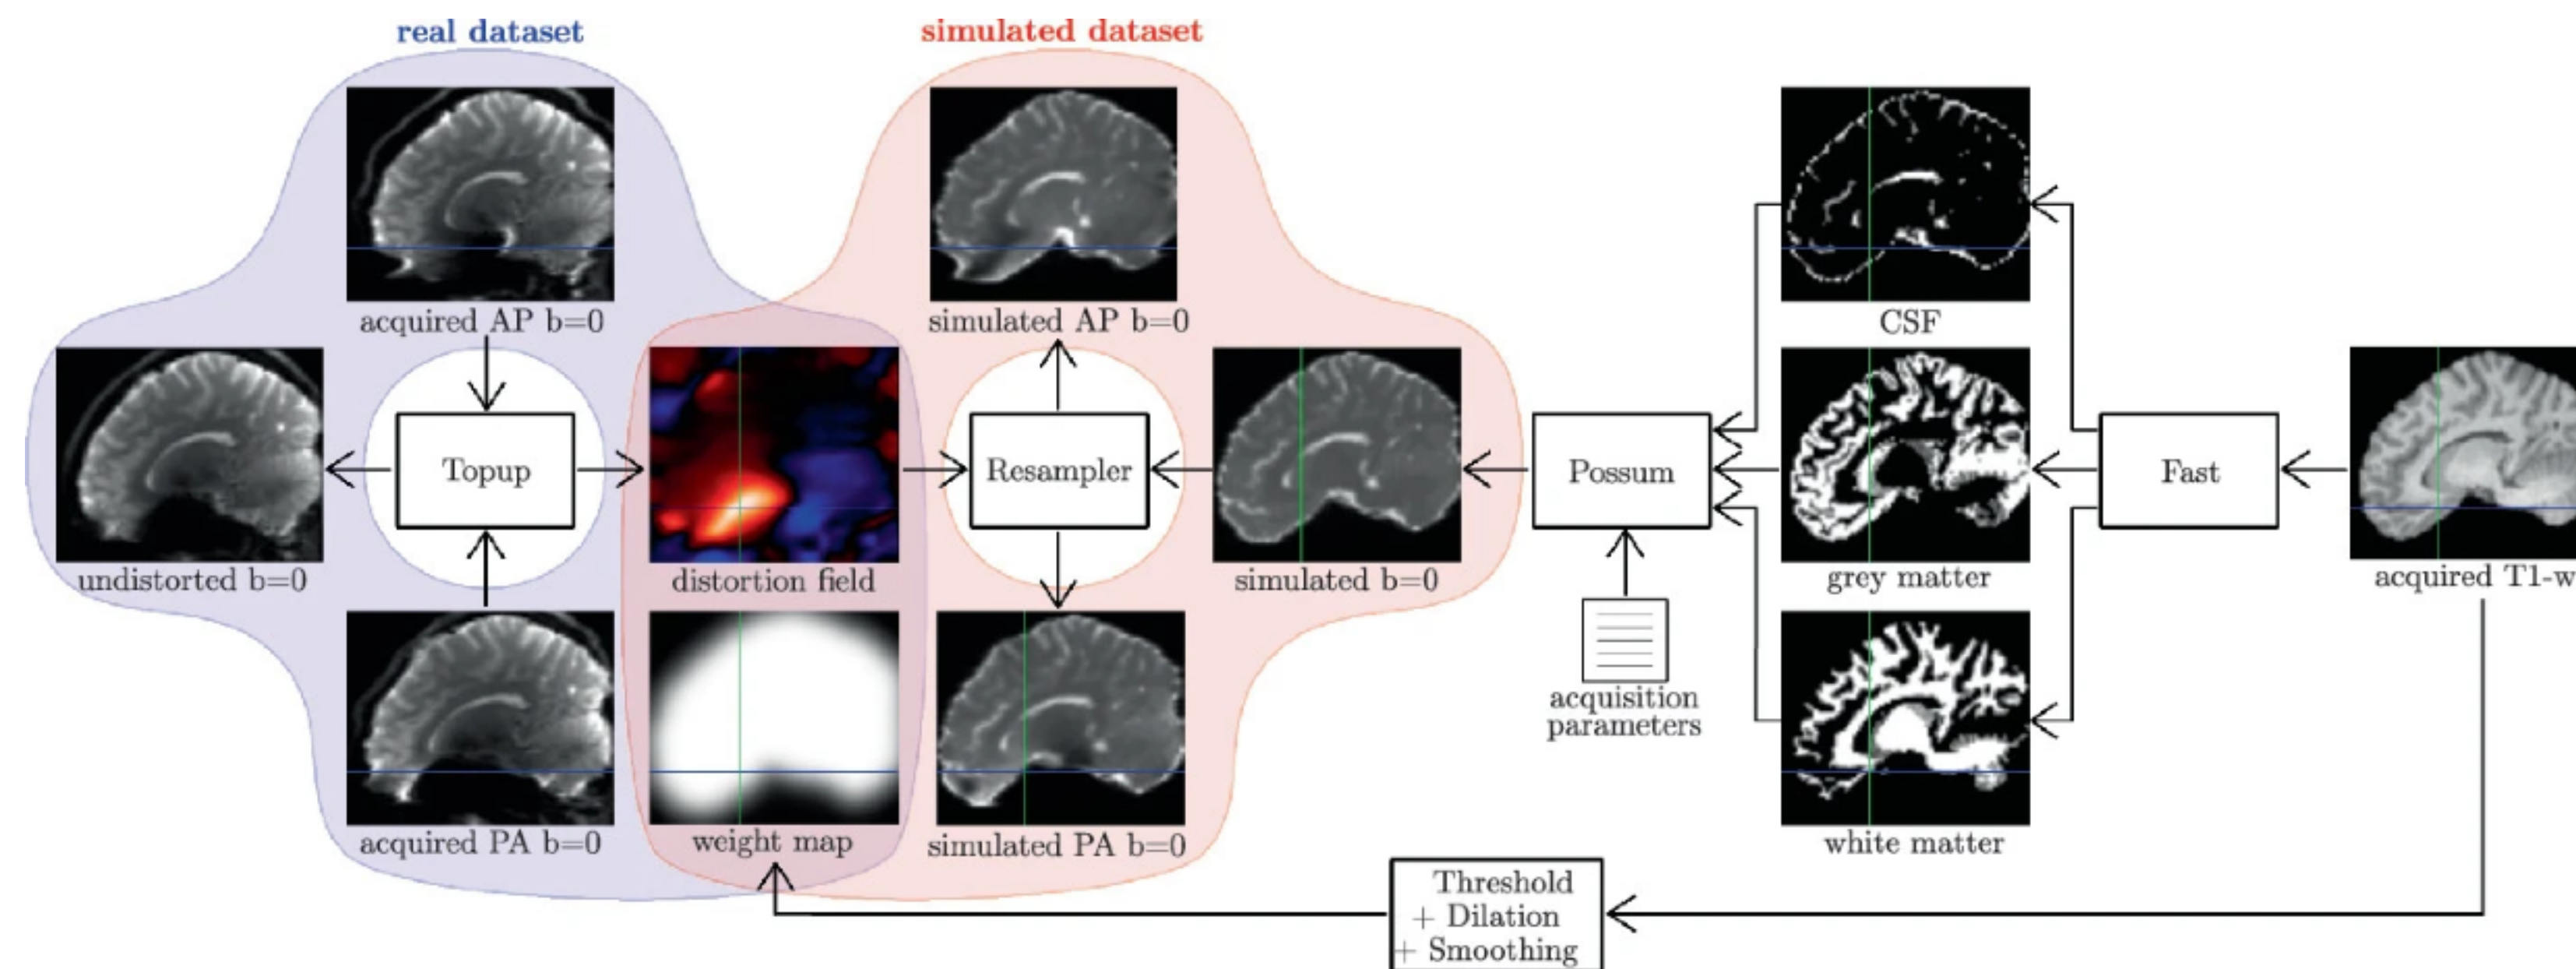 real dataset
simulated dataset
acquired AP b=0
simulated AP b=0
CSF
Topup
Resampler
Possum
Fast
undistorted b=0
distortion field
simulated b=0
grey matter
acquired T1-w
acquisition
parameters
acquired PA b=0
weight map
simulated PA b=0
white matter
Threshold
+ Dilation
+ Smoothing